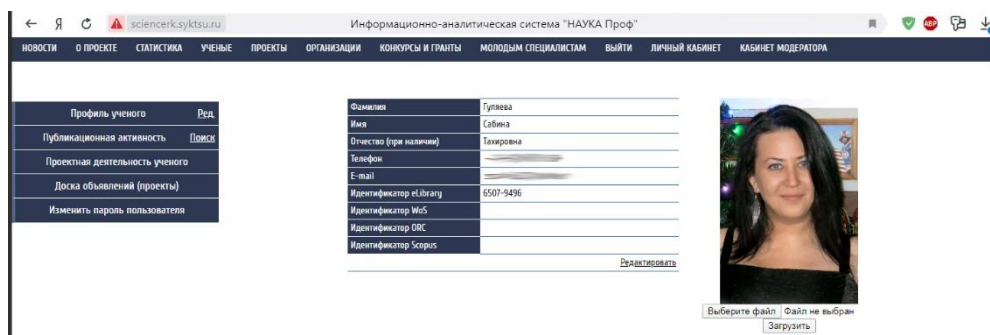 sciencerk.syktsu.ru Информационно-аналитическая система "НАУКА Проф"
НОВОСТИ О ПРОЕКТЕ СТАТИСТИКА УЧЕНЫЕ ПРОЕКТЫ ОРГАНИЗАЦИИ КОНКУРСЫ И ГРАНТЫ МОЛОДЫМ СПЕЦИАЛИСТАМ ВЫЙТИ ЛИЧНЫЙ КАБИНЕТ КАБИНЕТ МОДЕРАТОРА
Профиль ученого Ред.
Публикационная активность Поиск
Проектная деятельность ученого
Доска объявлений (проекты)
Изменить пароль пользователя
Фамилия Гуляева
Имя Сабина
Отчество (при наличии) Тахировна
Телефон
E-mail
Идентификатор eLibrary 6507-9496
Идентификатор WoS
Идентификатор ORC
Идентификатор Scopus
Редактировать
Выберите файл Файл не выбран
Загрузить